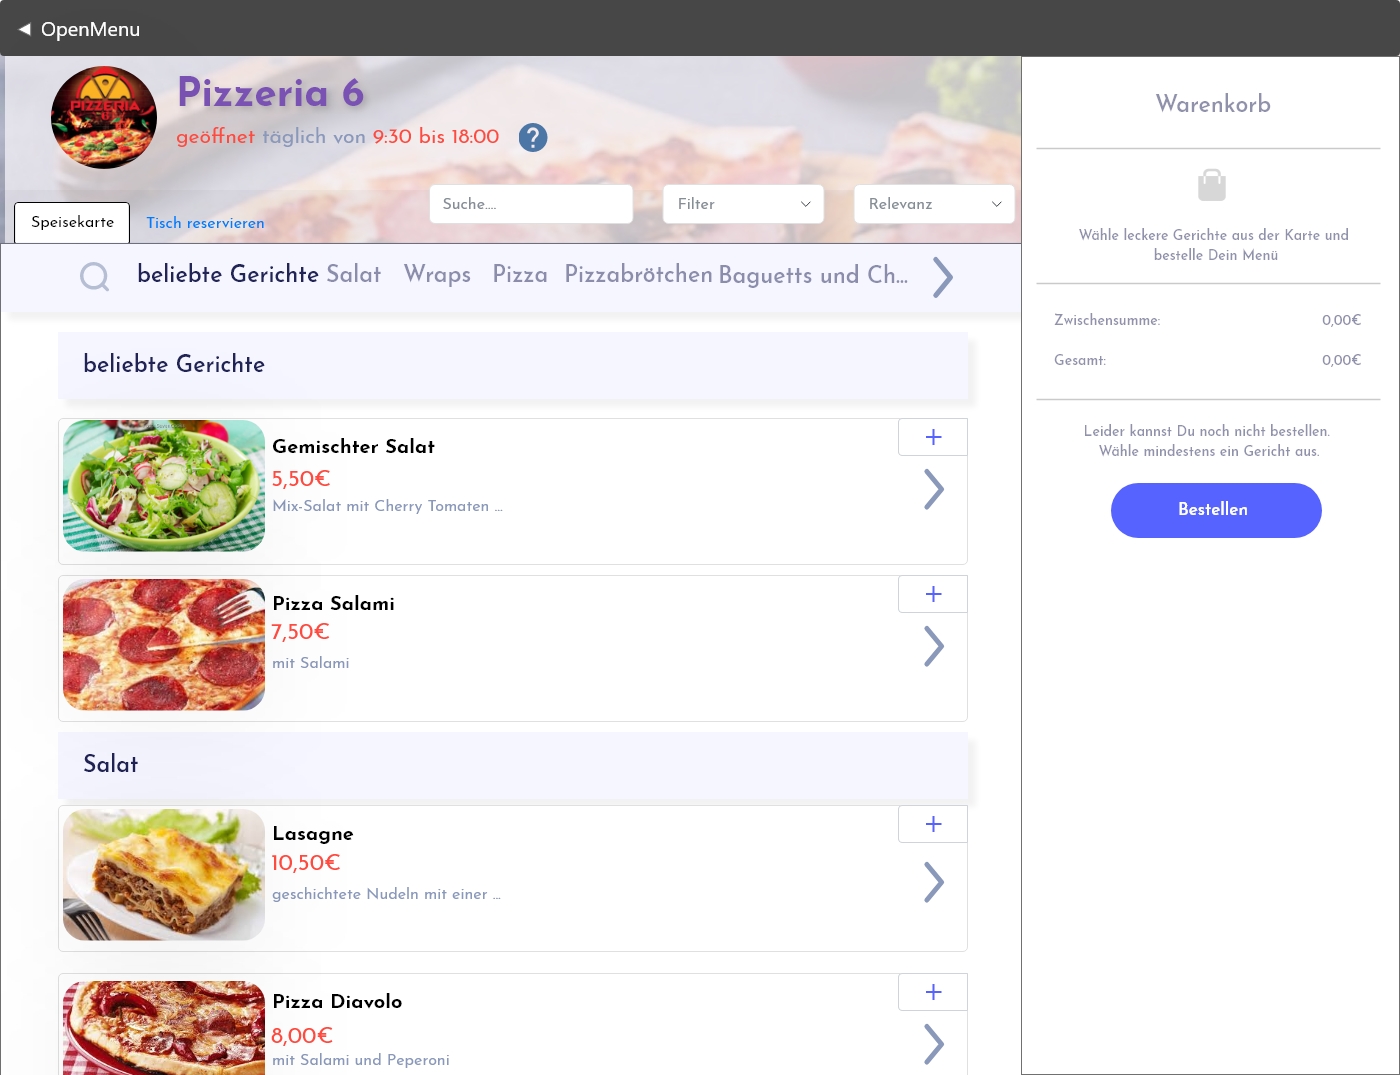 ◄ OpenMenu
PIZZERIA
Pizzeria 6
geöffnet täglich von 9:30 bis 18:00 ?
Suche....
Filter
Relevanz
Speisekarte
Tisch reservieren
beliebte Gerichte Salat Wraps Pizza Pizzabrötchen Baguetts und Ch...
beliebte Gerichte
Gemischter Salat
+
5,50€
Mix-Salat mit Cherry Tomaten ...
Pizza Salami
+
7,50€
mit Salami
Salat
Lasagne
+
10,50€
geschichtete Nudeln mit einer ...
Pizza Diavolo
+
8,00€
mit Salami und Peperoni
Warenkorb
Wähle leckere Gerichte aus der Karte und
bestelle Dein Menü
Zwischensumme: 0,00€
Gesamt: 0,00€
Leider kannst Du noch nicht bestellen.
Wähle mindestens ein Gericht aus.
Bestellen